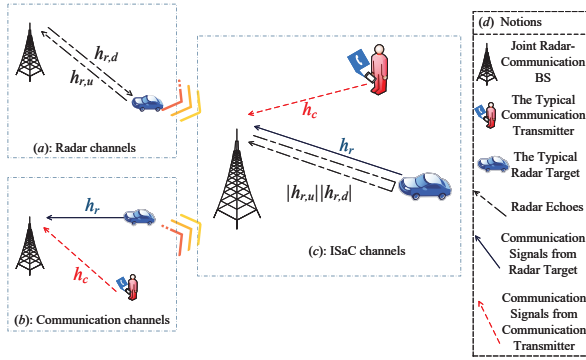 h_{r,d}
h_{r,u}
(a): Radar channels
h_r
h_c
(b): Communication channels
h_c
h_r
|h_{r,u}||h_{r,d}|
(c): ISaC channels
(d) Notions
Joint Radar-
Communication
BS
The Typical
Communication
Transmitter
The Typical
Radar Target
Radar Echoes
Communication
Signals from
Radar Target
Communication
Signals from
Communication
Transmitter